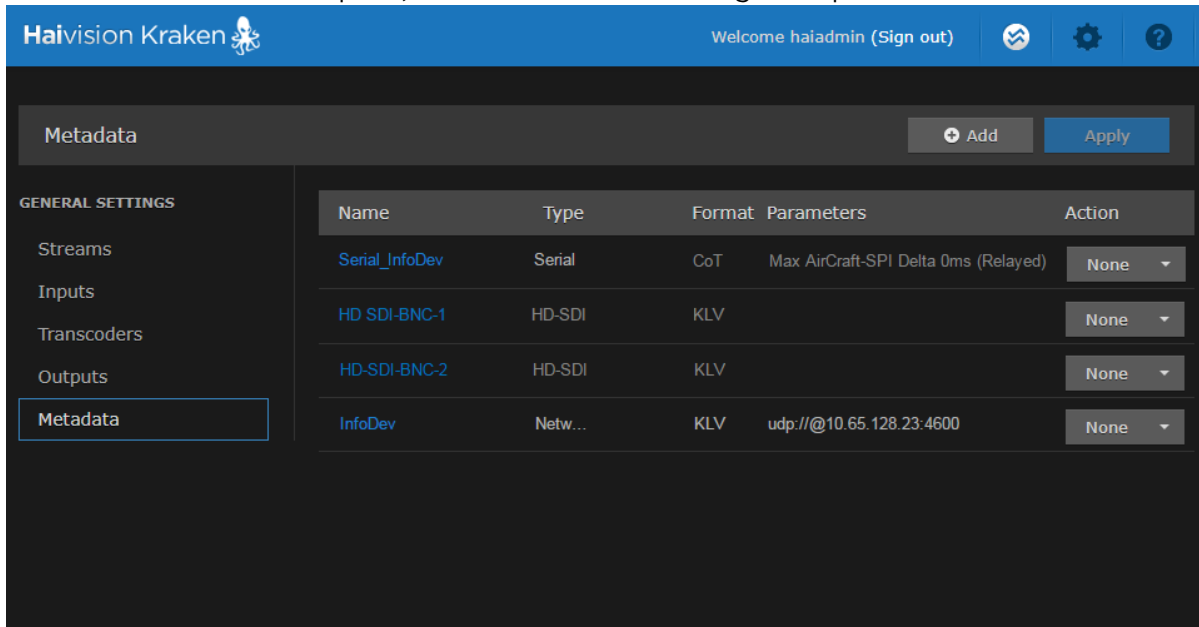 Haivision Kraken Welcome haiadmin (Sign out)
Metadata Add Apply
GENERAL SETTINGS
Streams
Inputs
Transcoders
Outputs
Metadata
Name Type Format Parameters Action
Serial_InfoDev Serial CoT Max AirCraft-SPI Delta 0ms (Relayed) None
HD SDI-BNC-1 HD-SDI KLV None
HD-SDI-BNC-2 HD-SDI KLV None
InfoDev Netw... KLV udp://@10.65.128.23:4600 None